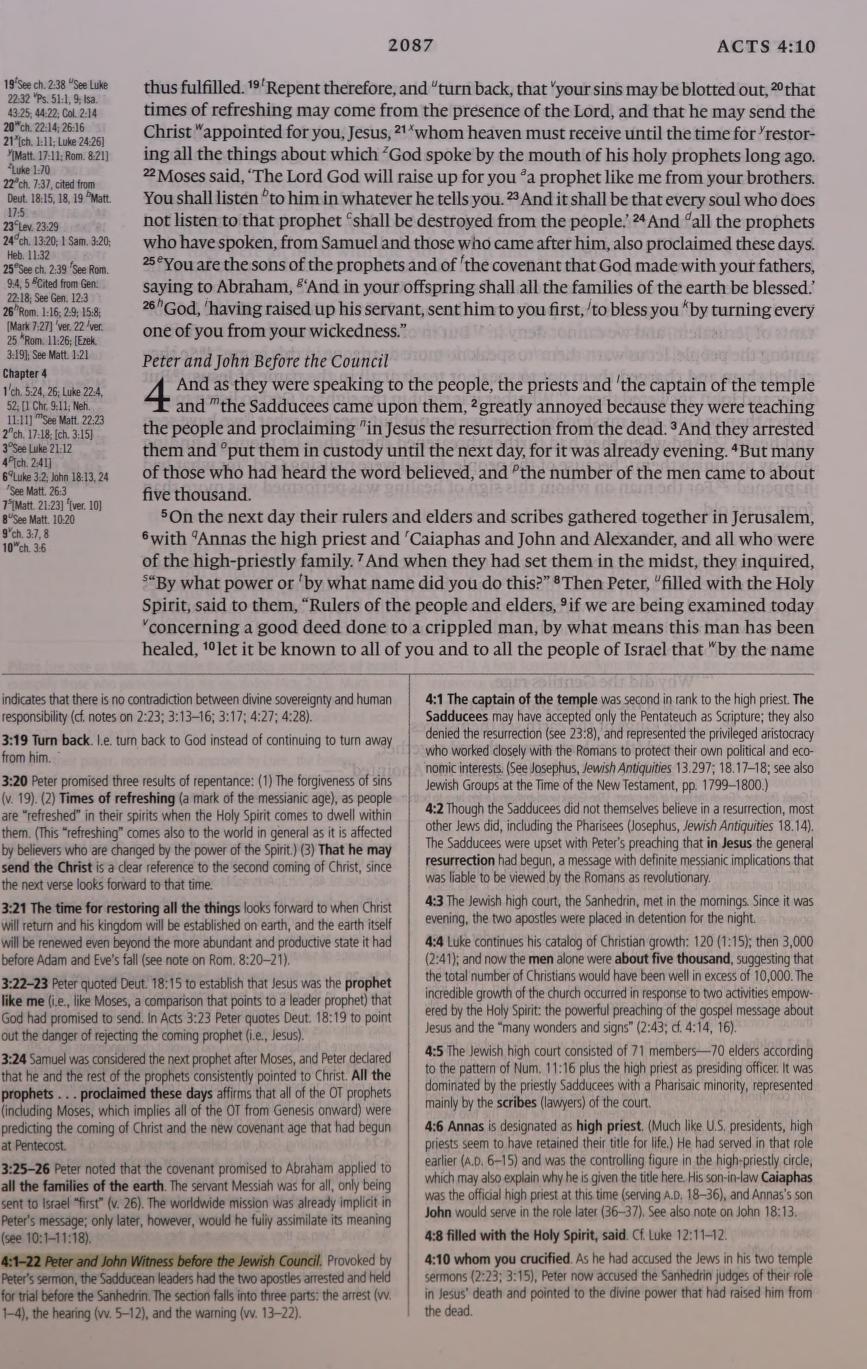 2087
ACTS 4:10
19 See ch. 2:38 See Luke
22:32 Ps. 51:1, 9; Isa.
43:25; 44:22; Col. 2:14
20 ch. 22:14; 26:16
21 [ch. 1:11; Luke 24:26]
[Matt. 17:11; Rom. 8:21]
Luke 1:70
22 ch. 7:37, cited from
Deut. 18:15, 18, 19 Matt.
17:5
23 Lev. 23:29
24 ch. 13:20; 1 Sam. 3:20;
Heb. 11:32
25 See ch. 2:39 See Rom.
9:4, 5 Cited from Gen.
22:18; See Gen. 12:3
26 Rom. 1:16; 2:9; 15:8;
[Mark 7:27] ver. 22 ver.
25 Rom. 11:26; [Ezek.
3:19]; See Matt. 1:21
Chapter 4
1 ch. 5:24, 26; Luke 22:4,
52; [1 Chr. 9:11; Neh.
11:11] See Matt. 22:23
2 ch. 17:18; [ch. 3:15]
3 See Luke 21:12
4 [ch. 2:41]
6 Luke 3:2; John 18:13, 24
See Matt. 26:3
7 [Matt. 21:23] [ver. 10]
8 See Matt. 10:20
9 ch. 3:7, 8
10 ch. 3:6
thus fulfilled. 19 Repent therefore, and turn back, that your sins may be blotted out, 20 that
times of refreshing may come from the presence of the Lord, and that he may send the
Christ appointed for you, Jesus, 21 whom heaven must receive until the time for restor-
ing all the things about which God spoke by the mouth of his holy prophets long ago.
22 Moses said, ‘The Lord God will raise up for you a prophet like me from your brothers.
You shall listen to him in whatever he tells you. 23 And it shall be that every soul who does
not listen to that prophet shall be destroyed from the people.’ 24 And all the prophets
who have spoken, from Samuel and those who came after him, also proclaimed these days.
25 You are the sons of the prophets and of the covenant that God made with your fathers,
saying to Abraham, ‘And in your offspring shall all the families of the earth be blessed.’
26 God, having raised up his servant, sent him to you first, to bless you by turning every
one of you from your wickedness.”
Peter and John Before the Council
4 And as they were speaking to the people, the priests and the captain of the temple
and the Sadducees came upon them, 2 greatly annoyed because they were teaching
the people and proclaiming in Jesus the resurrection from the dead. 3 And they arrested
them and put them in custody until the next day, for it was already evening. 4 But many
of those who had heard the word believed, and the number of the men came to about
five thousand.
5 On the next day their rulers and elders and scribes gathered together in Jerusalem,
6 with Annas the high priest and Caiaphas and John and Alexander, and all who were
of the high-priestly family. 7 And when they had set them in the midst, they inquired,
“By what power or by what name did you do this?” 8 Then Peter, filled with the Holy
Spirit, said to them, “Rulers of the people and elders, 9 if we are being examined today
concerning a good deed done to a crippled man, by what means this man has been
healed, 10 let it be known to all of you and to all the people of Israel that by the name
indicates that there is no contradiction between divine sovereignty and human
responsibility (cf. notes on 2:23; 3:13–16; 3:17; 4:27; 4:28).
3:19 Turn back. I.e. turn back to God instead of continuing to turn away
from him.
3:20 Peter promised three results of repentance: (1) The forgiveness of sins
(v. 19). (2) Times of refreshing (a mark of the messianic age), as people
are “refreshed” in their spirits when the Holy Spirit comes to dwell within
them. (This “refreshing” comes also to the world in general as it is affected
by believers who are changed by the power of the Spirit.) (3) That he may
send the Christ is a clear reference to the second coming of Christ, since
the next verse looks forward to that time.
3:21 The time for restoring all the things looks forward to when Christ
will return and his kingdom will be established on earth, and the earth itself
will be renewed even beyond the more abundant and productive state it had
before Adam and Eve’s fall (see note on Rom. 8:20–21).
3:22–23 Peter quoted Deut. 18:15 to establish that Jesus was the prophet
like me (i.e., like Moses, a comparison that points to a leader prophet) that
God had promised to send. In Acts 3:23 Peter quotes Deut. 18:19 to point
out the danger of rejecting the coming prophet (i.e., Jesus).
3:24 Samuel was considered the next prophet after Moses, and Peter declared
that he and the rest of the prophets consistently pointed to Christ. All the
prophets . . . proclaimed these days affirms that all of the OT prophets
(including Moses, which implies all of the OT from Genesis onward) were
predicting the coming of Christ and the new covenant age that had begun
at Pentecost.
3:25–26 Peter noted that the covenant promised to Abraham applied to
all the families of the earth. The servant Messiah was for all, only being
sent to Israel “first” (v. 26). The worldwide mission was already implicit in
Peter’s message; only later, however, would he fully assimilate its meaning
(see 10:1–11:18).
4:1–22 Peter and John Witness before the Jewish Council. Provoked by
Peter’s sermon, the Sadducean leaders had the two apostles arrested and held
for trial before the Sanhedrin. The section falls into three parts: the arrest (vv.
1–4), the hearing (vv. 5–12), and the warning (vv. 13–22).
4:1 The captain of the temple was second in rank to the high priest. The
Sadducees may have accepted only the Pentateuch as Scripture; they also
denied the resurrection (see 23:8), and represented the privileged aristocracy
who worked closely with the Romans to protect their own political and eco-
nomic interests. (See Josephus, Jewish Antiquities 13.297; 18.17–18; see also
Jewish Groups at the Time of the New Testament, pp. 1799–1800.)
4:2 Though the Sadducees did not themselves believe in a resurrection, most
other Jews did, including the Pharisees (Josephus, Jewish Antiquities 18.14).
The Sadducees were upset with Peter’s preaching that in Jesus the general
resurrection had begun, a message with definite messianic implications that
was liable to be viewed by the Romans as revolutionary.
4:3 The Jewish high court, the Sanhedrin, met in the mornings. Since it was
evening, the two apostles were placed in detention for the night.
4:4 Luke continues his catalog of Christian growth: 120 (1:15); then 3,000
(2:41); and now the men alone were about five thousand, suggesting that
the total number of Christians would have been well in excess of 10,000. The
incredible growth of the church occurred in response to two activities empow-
ered by the Holy Spirit: the powerful preaching of the gospel message about
Jesus and the “many wonders and signs” (2:43; cf. 4:14, 16).
4:5 The Jewish high court consisted of 71 members—70 elders according
to the pattern of Num. 11:16 plus the high priest as presiding officer. It was
dominated by the priestly Sadducees with a Pharisaic minority, represented
mainly by the scribes (lawyers) of the court.
4:6 Annas is designated as high priest. (Much like U.S. presidents, high
priests seem to have retained their title for life.) He had served in that role
earlier (A.D. 6–15) and was the controlling figure in the high-priestly circle,
which may also explain why he is given the title here. His son-in-law Caiaphas
was the official high priest at this time (serving A.D. 18–36), and Annas’s son
John would serve in the role later (36–37). See also note on John 18:13.
4:8 filled with the Holy Spirit, said. Cf. Luke 12:11–12.
4:10 whom you crucified. As he had accused the Jews in his two temple
sermons (2:23; 3:15), Peter now accused the Sanhedrin judges of their role
in Jesus’ death and pointed to the divine power that had raised him from
the dead.